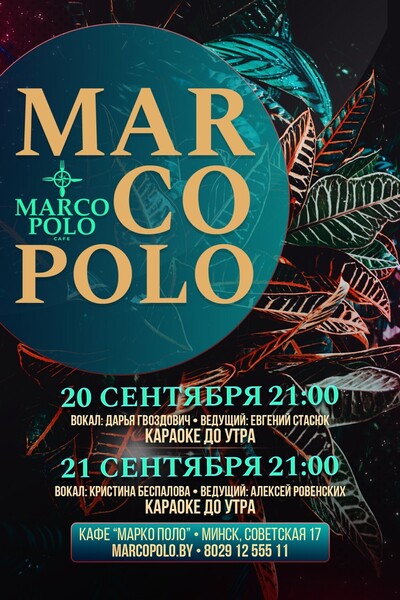 MAR
CO
POLO
MARCO
POLO
CAFE
20 СЕНТЯБРЯ 21:00
ВОКАЛ: ДАРЬЯ ГВОЗДОВИЧ • ВЕДУЩИЙ: ЕВГЕНИЙ СТАСЮК
КАРАОКЕ ДО УТРА
21 СЕНТЯБРЯ 21:00
ВОКАЛ: КРИСТИНА БЕСПАЛОВА • ВЕДУЩИЙ: АЛЕКСЕЙ РОВЕНСКИХ
КАРАОКЕ ДО УТРА
КАФЕ "МАРКО ПОЛО" • МИНСК, СОВЕТСКАЯ 17
MARCOPOLO.BY • 8029 12 555 11